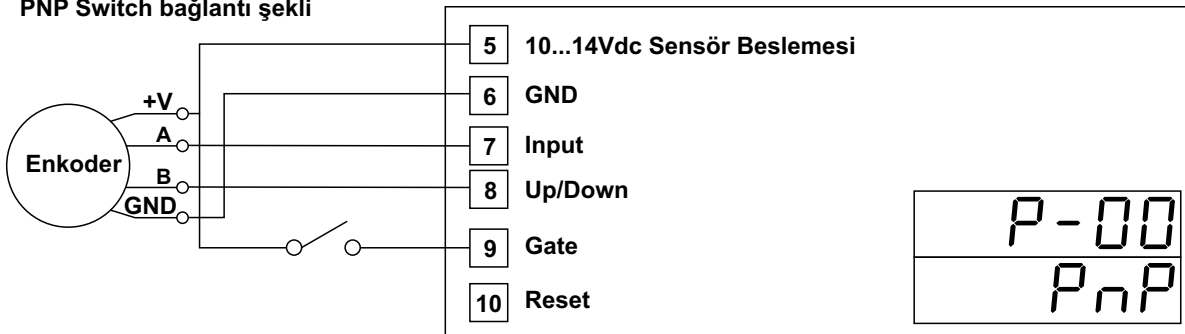 PNP Switch bağlantı şekli
5 10...14Vdc Sensör Beslemesi
6 GND
+V
A
7 Input
Enkoder
B
8 Up/Down
GND
9 Gate
10 Reset
P-00
PnP